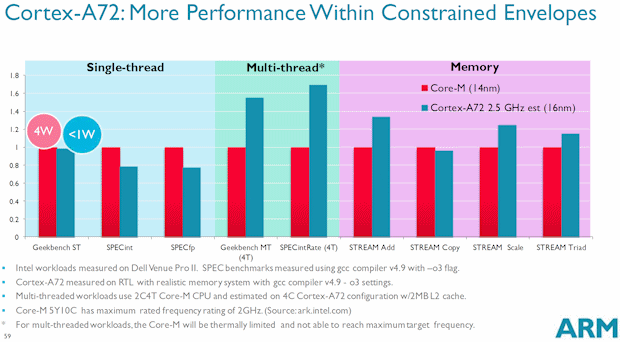 Cortex-A72: More Performance Within Constrained Envelopes
Single-thread
Multi-thread*
Memory
Core-M (14nm)
Cortex-A72 2.5 GHz est (16nm)
1.8
1.6
1.4
1.2
1
0.8
0.6
0.4
0.2
0
4W
<1W
Geekbench ST
SPECint
SPECfp
Geekbench MT
(4T)
SPECintRate (4T)
STREAM Add
STREAM Copy
STREAM Scale
STREAM Triad
Intel workloads measured on Dell Venue Pro II. SPEC benchmarks measured using gcc compiler v4.9 with –o3 flag.
Cortex-A72 measured on RTL with realistic memory system with gcc compiler v4.9 - o3 settings.
Multi-threaded workloads use 2C4T Core-M CPU and estimated on 4C Cortex-A72 configuration w/2MB L2 cache.
Core-M 5Y10C has maximum rated frequency rating of 2GHz. (Source: ark.intel.com)
* For mult-threaded workloads, the Core-M will be thermally limited and not able to reach maximum target frequency.
59
ARM